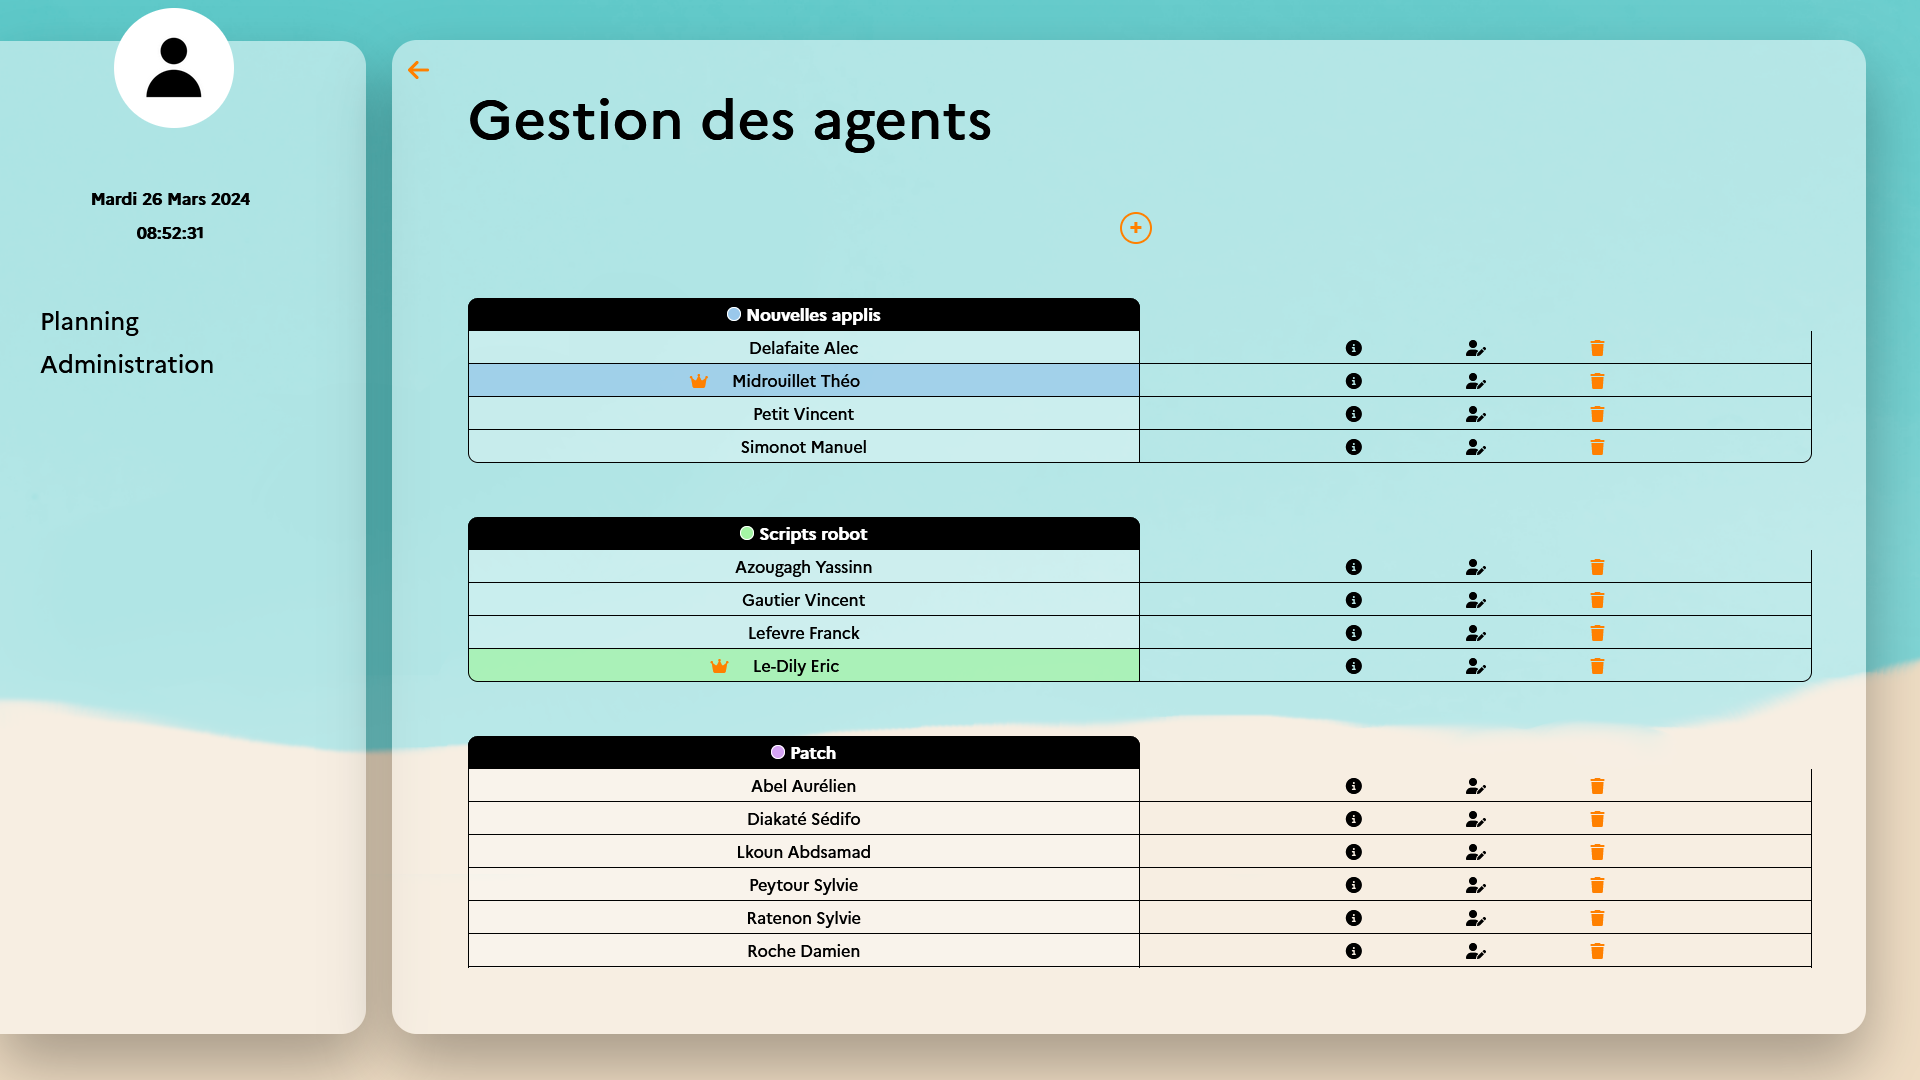 Gestion des agents
Mardi 26 Mars 2024
08:52:31
Planning
Administration
Nouvelles applis
Delafaite Alec
Midrouillet Théo
Petit Vincent
Simonot Manuel
Scripts robot
Azougagh Yassinn
Gautier Vincent
Lefevre Franck
Le-Dily Eric
Patch
Abel Aurélien
Diakaté Sédifo
Lkoun Abdsamad
Peytour Sylvie
Ratenon Sylvie
Roche Damien